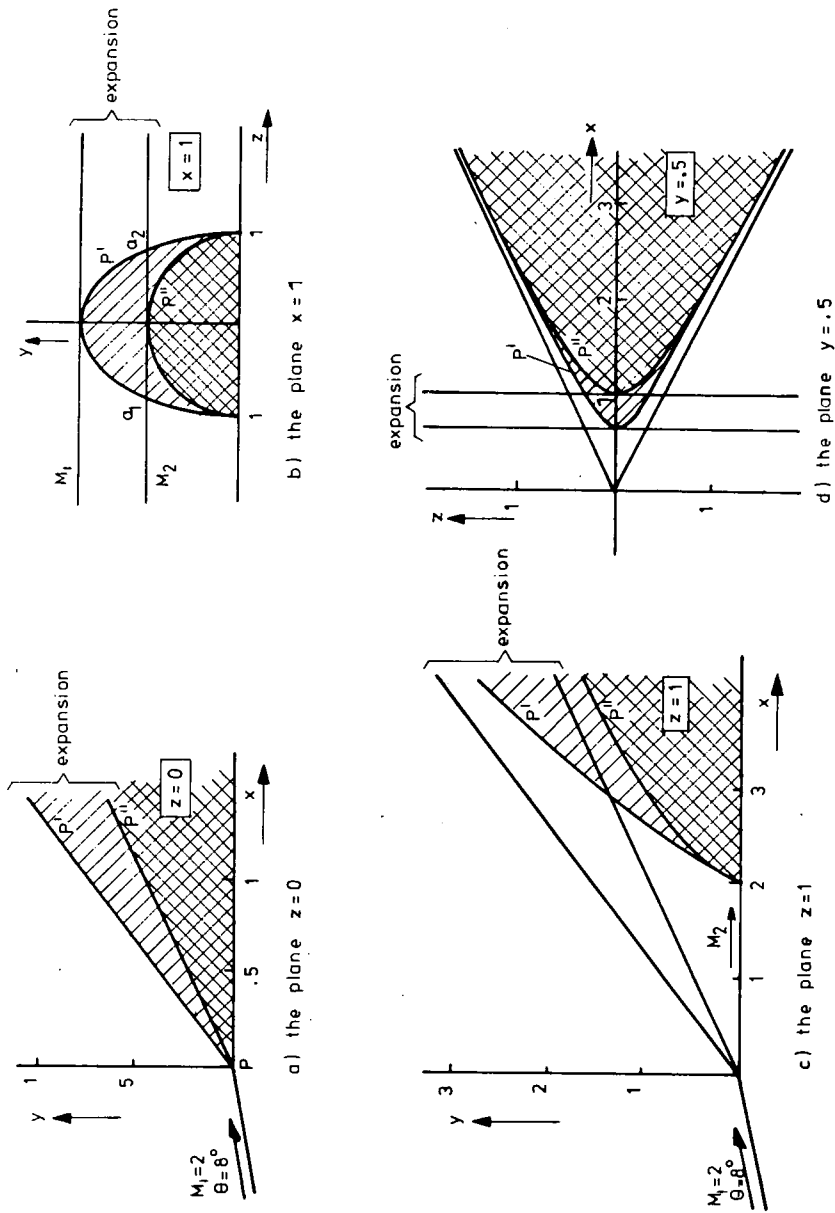 y
1
5
M₁=2
θ=8°
P
.5
1
x
P'
P"
z=0
expansion
a) the plane z=0
y
M₁
M₂
a₁
a₂
P'
P"
expansion
x=1
z
1
1
b) the plane x=1
y
3
2
1
M₁=2
θ=8°
M₂
1
2
3
x
P'
P"
z=1
expansion
c) the plane z=1
expansion
z
1
1
P'
P"
1
2
3
x
y=.5
d) the plane y=.5